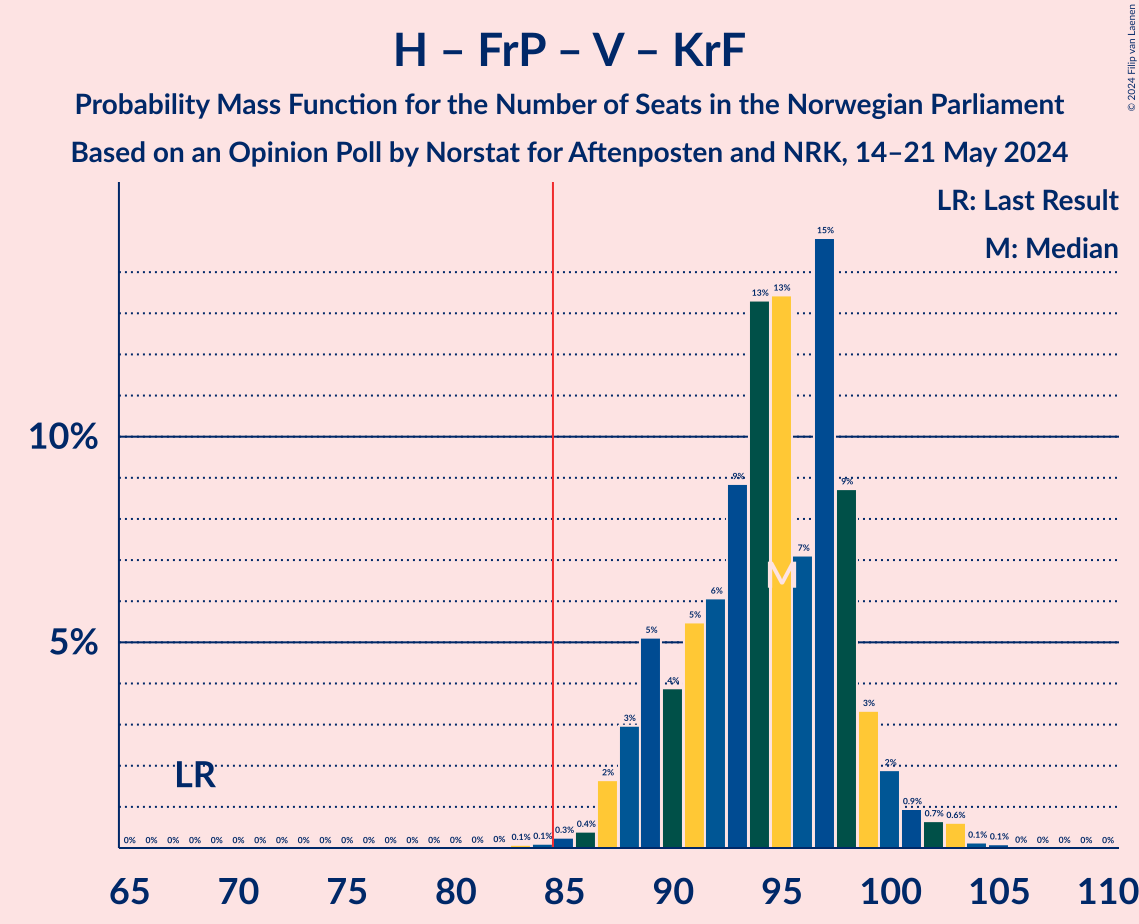 © 2024 Filip van Laenen
H – FrP – V – KrF
Probability Mass Function for the Number of Seats in the Norwegian Parliament
Based on an Opinion Poll by Norstat for Aftenposten and NRK, 14–21 May 2024
LR: Last Result
M: Median
15%
13% 13%
10%
9% 9%
7%
M
6%
5%
5%
5%
4%
3%
3%
LR
2% 2%
0.9% 0.7% 0.6%
0% 0% 0% 0% 0% 0% 0% 0% 0% 0% 0% 0% 0% 0% 0% 0% 0% 0% 0.1% 0.1% 0.3% 0.4% 0.1% 0.1% 0% 0% 0% 0% 0%
65 70 75 80 85 90 95 100 105 110